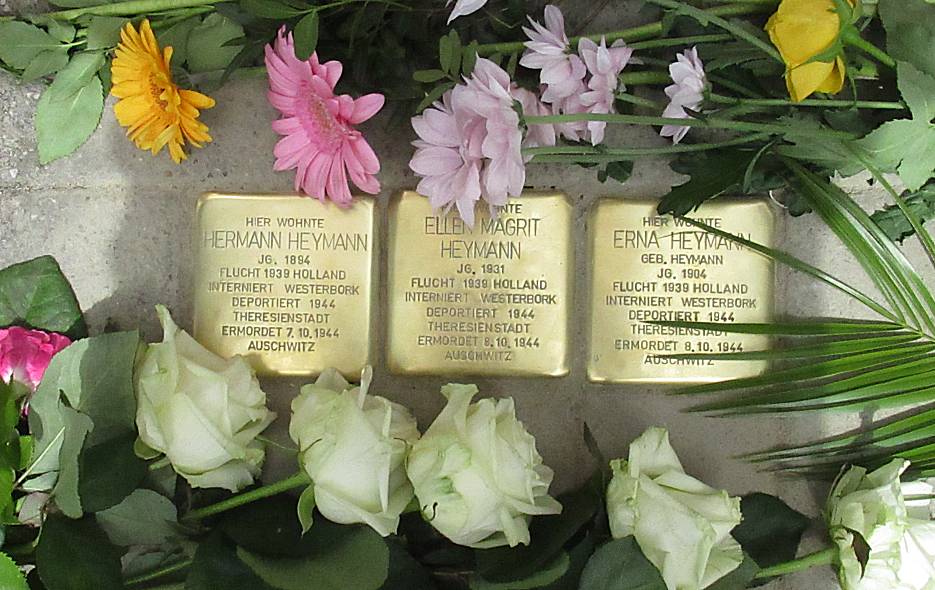 HIER WOHNTE
HERMANN HEYMANN
JG. 1894
FLUCHT 1939 HOLLAND
INTERNIERT WESTERBORK
DEPORTIERT 1944
THERESIENSTADT
ERMORDET 7.10.1944
AUSCHWITZ
NTE
ELLEN MAGRIT
HEYMANN
JG. 1931
FLUCHT 1939 HOLLAND
INTERNIERT WESTERBORK
DEPORTIERT 1944
THERESIENSTADT
ERMORDET 8.10.1944
AUSCHWITZ
HIER WOHNTE
ERNA HEYMANN
GEB. HEYMANN
JG. 1904
FLUCHT 1939 HOLLAND
INTERNIERT WESTERBORK
DEPORTIERT 1944
THERESIENSTADT
ERMORDET 8.10.1944
AUSCHWITZ